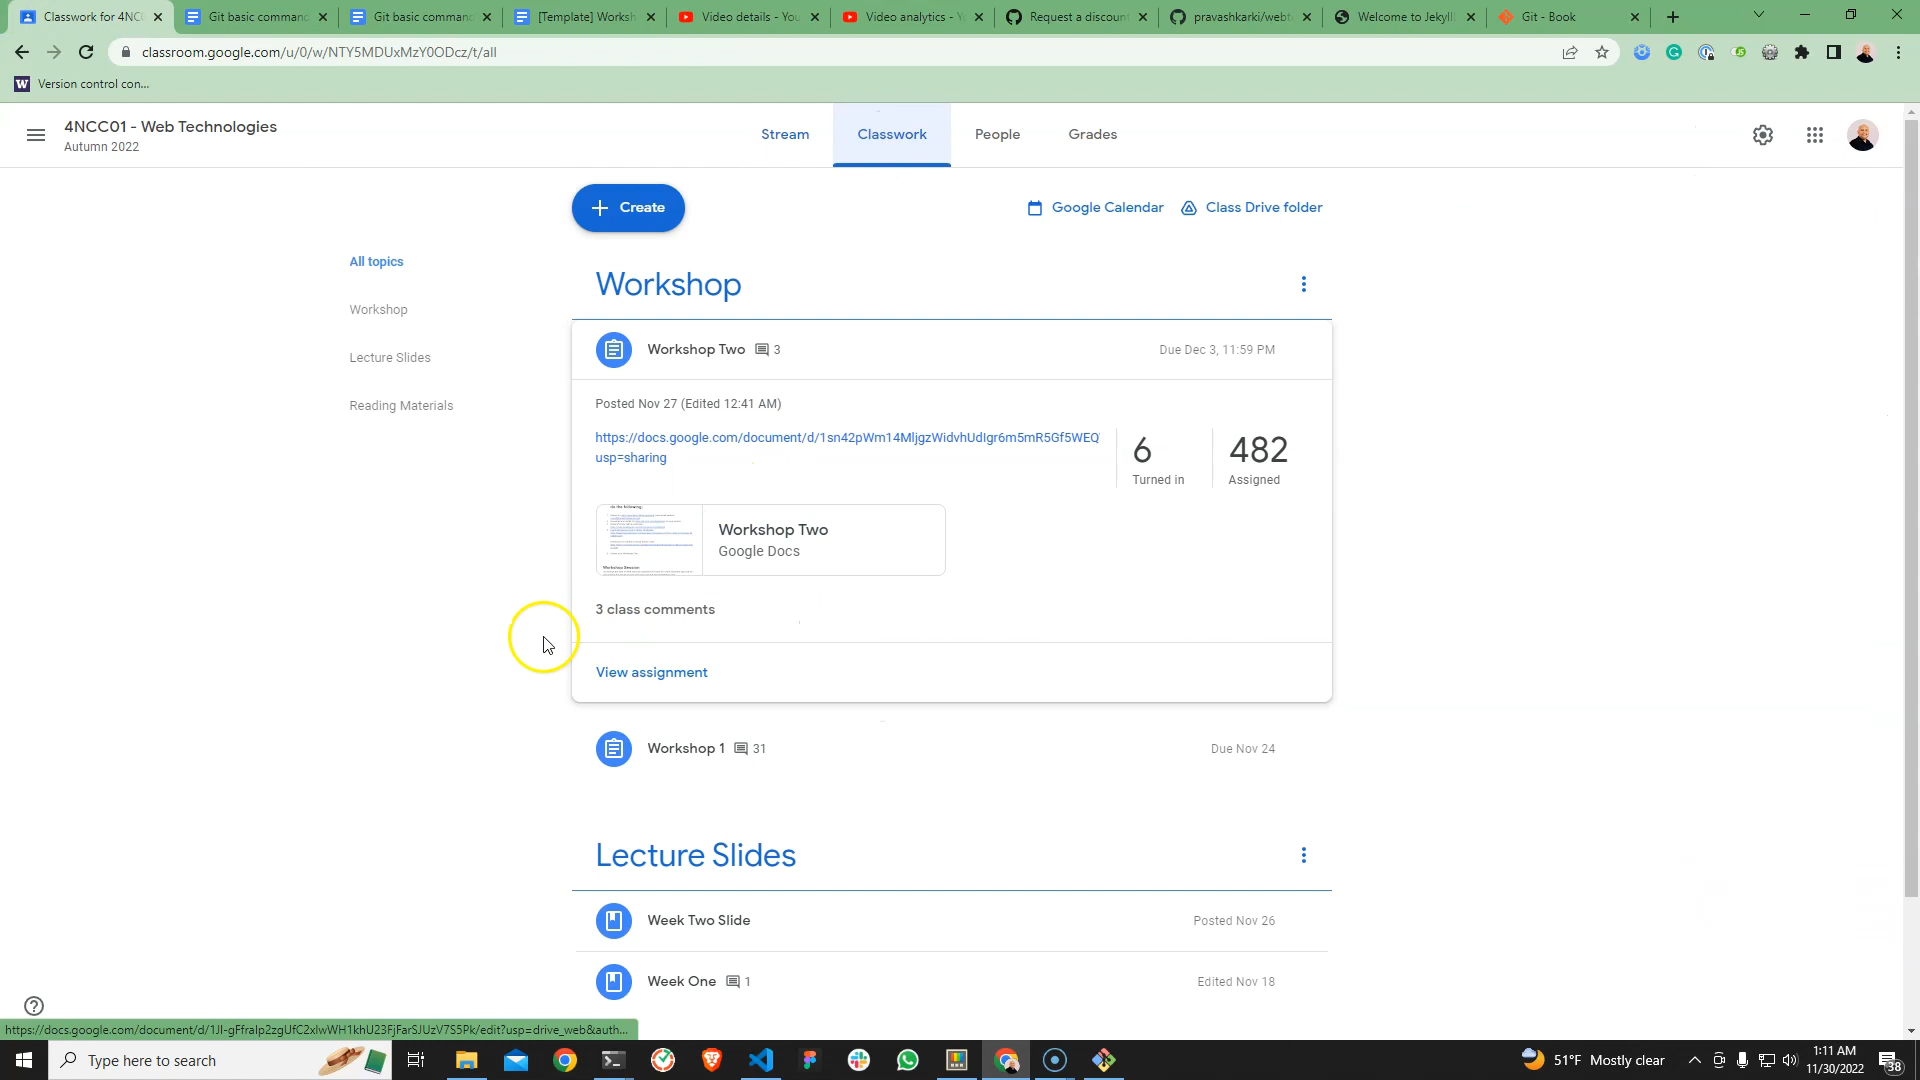 Classwork for 4NC
Git basic comman
Git basic comman
[Template] Worksh
Video details - You
Video analytics - Y
Request a discount
pravashkarki/webt
Welcome to Jekyll
Git - Book
classroom.google.com/u/0/w/NTY5MDUxMzY0ODcz/t/all
Version control con...
4NCC01 - Web Technologies
Autumn 2022
Stream
Classwork
People
Grades
Create
Google Calendar
Class Drive folder
All topics
Workshop
Lecture Slides
Reading Materials
Workshop
Workshop Two
3
Due Dec 3, 11:59 PM
Posted Nov 27 (Edited 12:41 AM)
https://docs.google.com/document/d/1sn42pWm14MljgzWidvhUdIgr6m5mR5Gf5WEQ
usp=sharing
6
Turned in
482
Assigned
Workshop Two
Google Docs
3 class comments
View assignment
Workshop 1
31
Due Nov 24
Lecture Slides
Week Two Slide
Posted Nov 26
Week One
1
Edited Nov 18
https://docs.google.com/document/d/1JI-gFfraIp2zgUfC2xlwWH1khU23FjFarSJUzV7S5Pk/edit?usp=drive_web&auth...
Type here to search
51°F Mostly clear
1:11 AM
11/30/2022
38